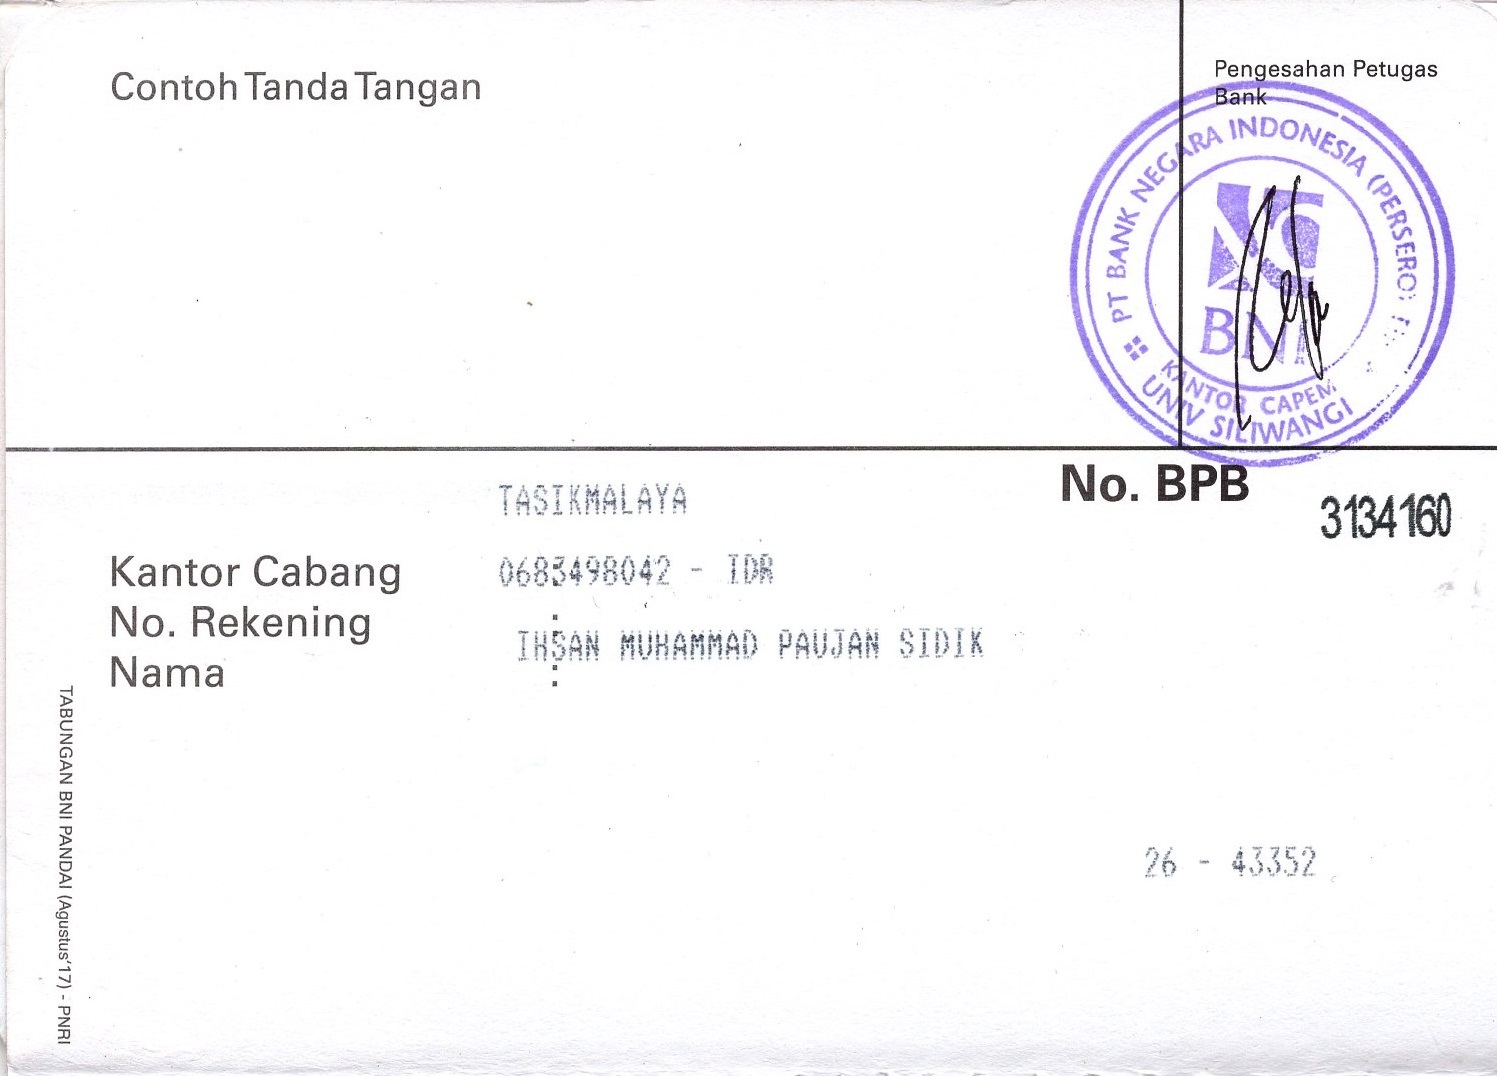 Contoh Tanda Tangan
Pengesahan Petugas
Bank
PT BANK NEGARA INDONESIA (PERSERO)
BNI
KANTOR CAPEM
UNIV SILIWANGI
No. BPB
3134160
TASIKMALAYA
Kantor Cabang
0683498042 - IDR
No. Rekening :
IHSAN MUHAMMAD PAUJAN SIDIK
Nama :
26 - 43352
TABUNGAN BNI PANDAI (Agustus'17) - PNRI